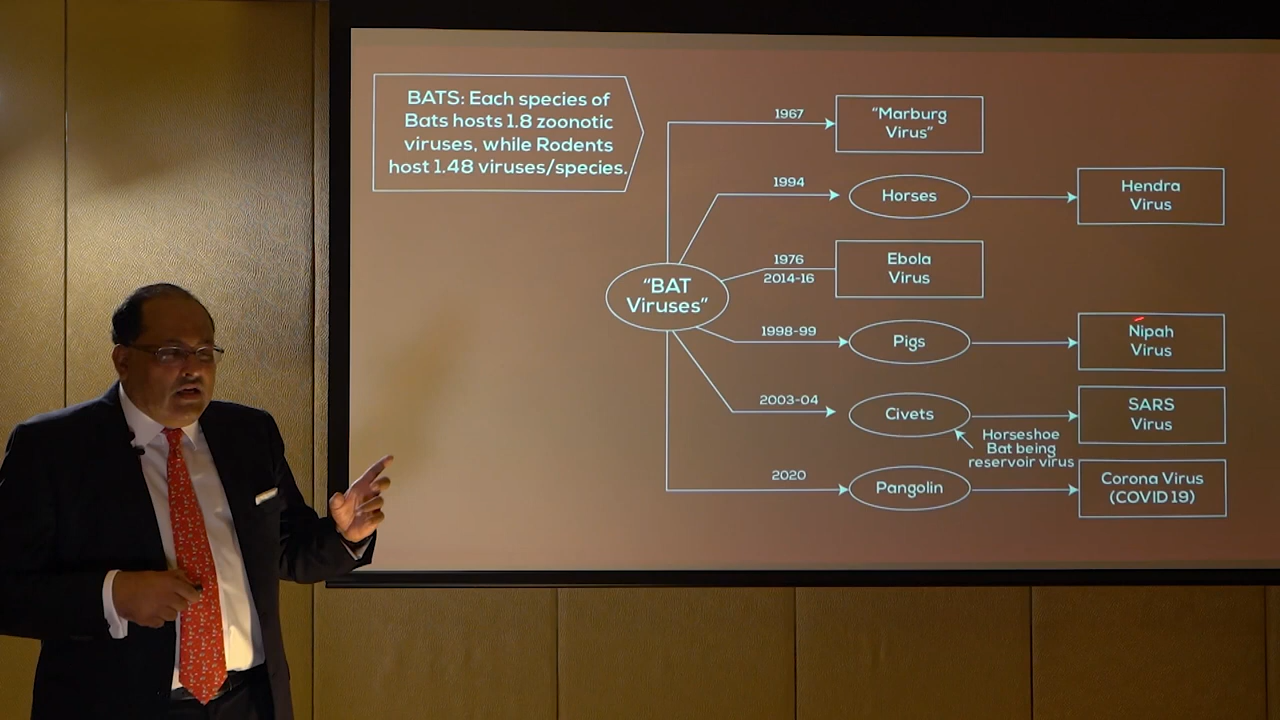 BATS: Each species of
Bats hosts 1.8 zoonotic
viruses, while Rodents
host 1.48 viruses/species.
"BAT
Viruses"
1967
"Marburg
Virus"
1994
Horses
Hendra
Virus
1976
2014-16
Ebola
Virus
1998-99
Pigs
Nipah
Virus
2003-04
Civets
SARS
Virus
Horseshoe
Bat being
reservoir virus
2020
Pangolin
Corona Virus
(COVID 19)